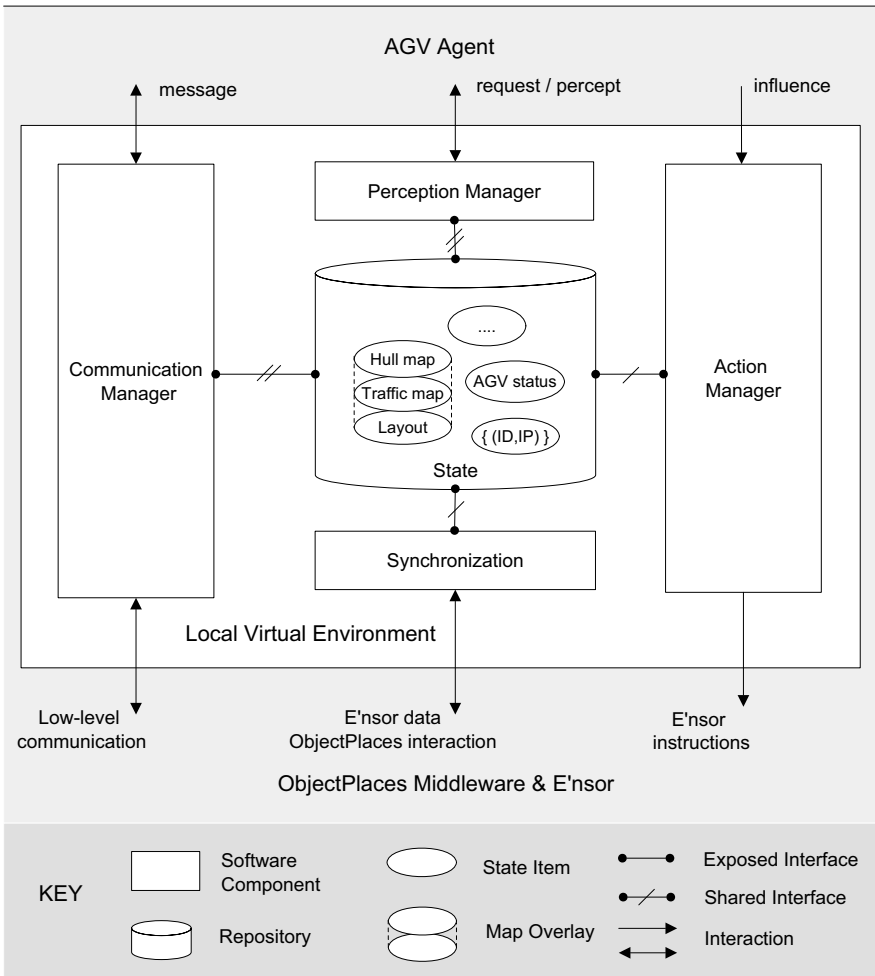 AGV Agent
message
request / percept
influence
Perception Manager
Communication
Manager
....
Hull map
Traffic map
Layout
AGV status
{ (ID,IP) }
State
Action
Manager
Synchronization
Local Virtual Environment
Low-level
communication
E'nsor data
ObjectPlaces interaction
E'nsor
instructions
ObjectPlaces Middleware & E'nsor
KEY
Software
Component
Repository
State Item
Map Overlay
Exposed Interface
Shared Interface
Interaction